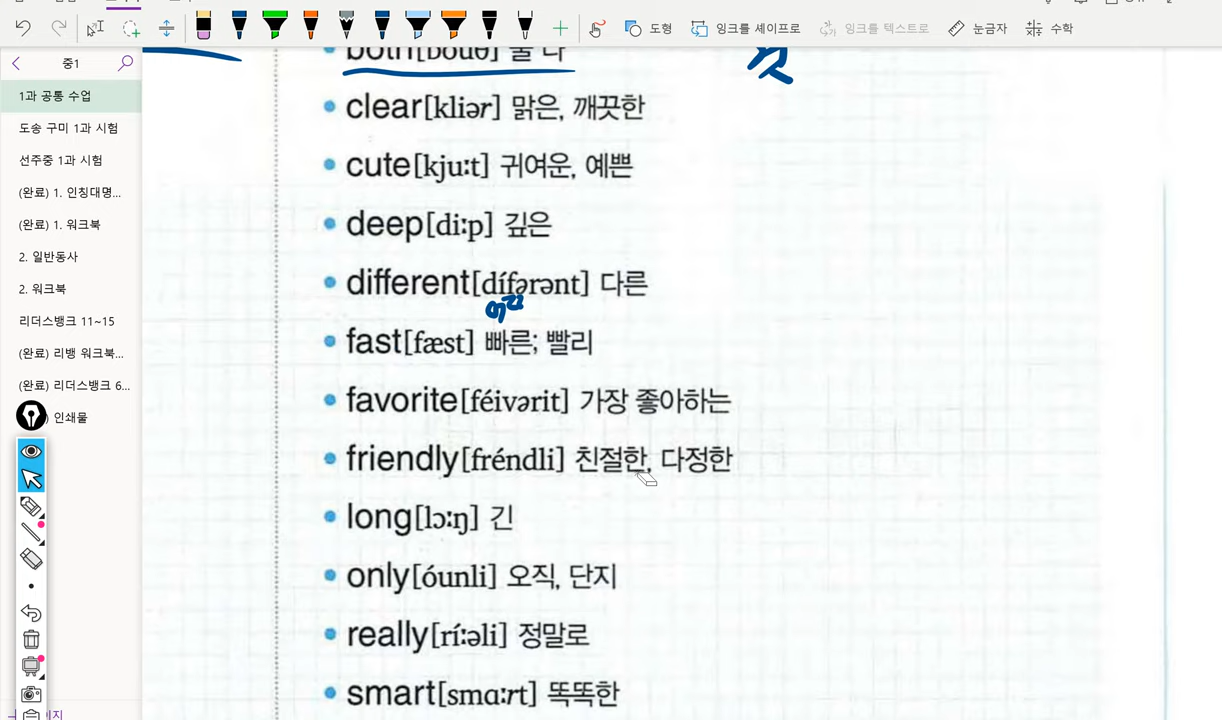 도형
잉크를 셰이프로
잉크를 텍스트로
눈금자
수학
중1
1과 공통 수업
도송 구미 1과 시험
선주중 1과 시험
(완료) 1. 인칭대명...
(완료) 1. 워크북
2. 일반동사
2. 워크북
리더스뱅크 11~15
(완료) 리뱅 워크북...
(완료) 리더스뱅크 6...
) 인쇄물
both[bouθ] 둘 다
clear[kliər] 맑은, 깨끗한
cute[kjuːt] 귀여운, 예쁜
deep[diːp] 깊은
different[dífərənt] 다른
fast[fæst] 빠른; 빨리
favorite[féivərit] 가장 좋아하는
friendly[fréndli] 친절한, 다정한
long[lɔːŋ] 긴
only[óunli] 오직, 단지
really[ríːəli] 정말로
smart[smɑːrt] 똑똑한